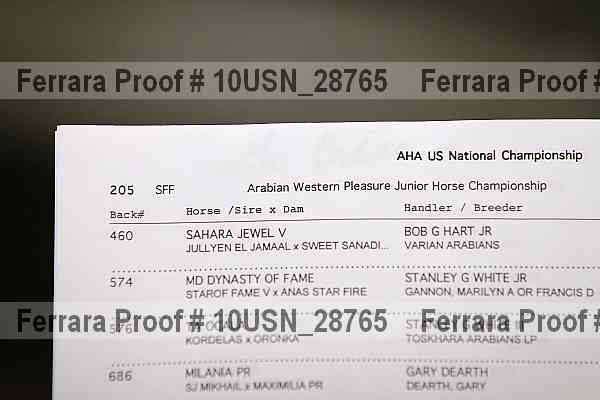 Ferrara Proof # 10USN_28765 Ferrara Proof #
AHA US National Championship
205 SFF Arabian Western Pleasure Junior Horse Championship
Back# Horse /Sire x Dam Handler / Breeder
460 SAHARA JEWEL V BOB G HART JR
JULLYEN EL JAMAAL x SWEET SANADI... VARIAN ARABIANS
574 MD DYNASTY OF FAME STANLEY G WHITE JR
STAROF FAME V x ANAS STAR FIRE GANNON, MARILYN A OR FRANCIS D
Ferrara Proof # 10USN_28765 Ferrara Proof #
576
KORDELAS x ORONKA TOSKHARA ARABIANS LP
686 MILANIA PR GARY DEARTH
SJ MIKHAIL x MAXIMILIA PR DEARTH, GARY